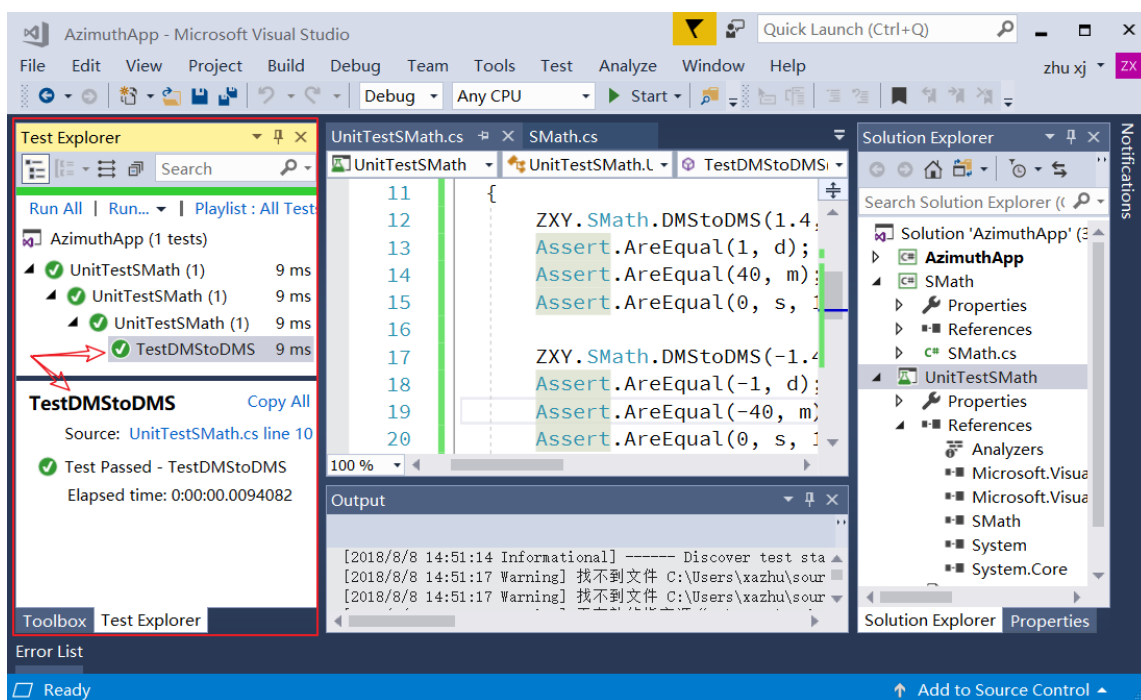 AzimuthApp - Microsoft Visual Studio
Quick Launch (Ctrl+Q)
File Edit View Project Build Debug Team Tools Test Analyze Window Help
zhu xj ZX
Debug Any CPU Start
Test Explorer
Search
Run All | Run... | Playlist : All Tests
AzimuthApp (1 tests)
UnitTestSMath (1) 9 ms
UnitTestSMath (1) 9 ms
UnitTestSMath (1) 9 ms
TestDMStoDMS 9 ms
TestDMStoDMS Copy All
Source: UnitTestSMath.cs line 10
Test Passed - TestDMStoDMS
Elapsed time: 0:00:00.0094082
Toolbox Test Explorer
UnitTestSMath.cs SMath.cs
UnitTestSMath UnitTestSMath.U TestDMStoDMS
11 {
12 ZXY.SMath.DMStoDMS(1.4,
13 Assert.AreEqual(1, d);
14 Assert.AreEqual(40, m);
15 Assert.AreEqual(0, s, 1
16
17 ZXY.SMath.DMStoDMS(-1.4
18 Assert.AreEqual(-1, d);
19 Assert.AreEqual(-40, m)
20 Assert.AreEqual(0, s, 1
100 %
Output
[2018/8/8 14:51:14 Informational] ------ Discover test sta
[2018/8/8 14:51:17 Warning] 找不到文件 C:\Users\xazhu\sour
[2018/8/8 14:51:17 Warning] 找不到文件 C:\Users\xazhu\sour
Solution Explorer
Search Solution Explorer (
Solution 'AzimuthApp' (3
AzimuthApp
SMath
Properties
References
C# SMath.cs
UnitTestSMath
Properties
References
Analyzers
Microsoft.Visua
Microsoft.Visua
SMath
System
System.Core
Solution Explorer Properties
Notifications
Error List
Ready
Add to Source Control